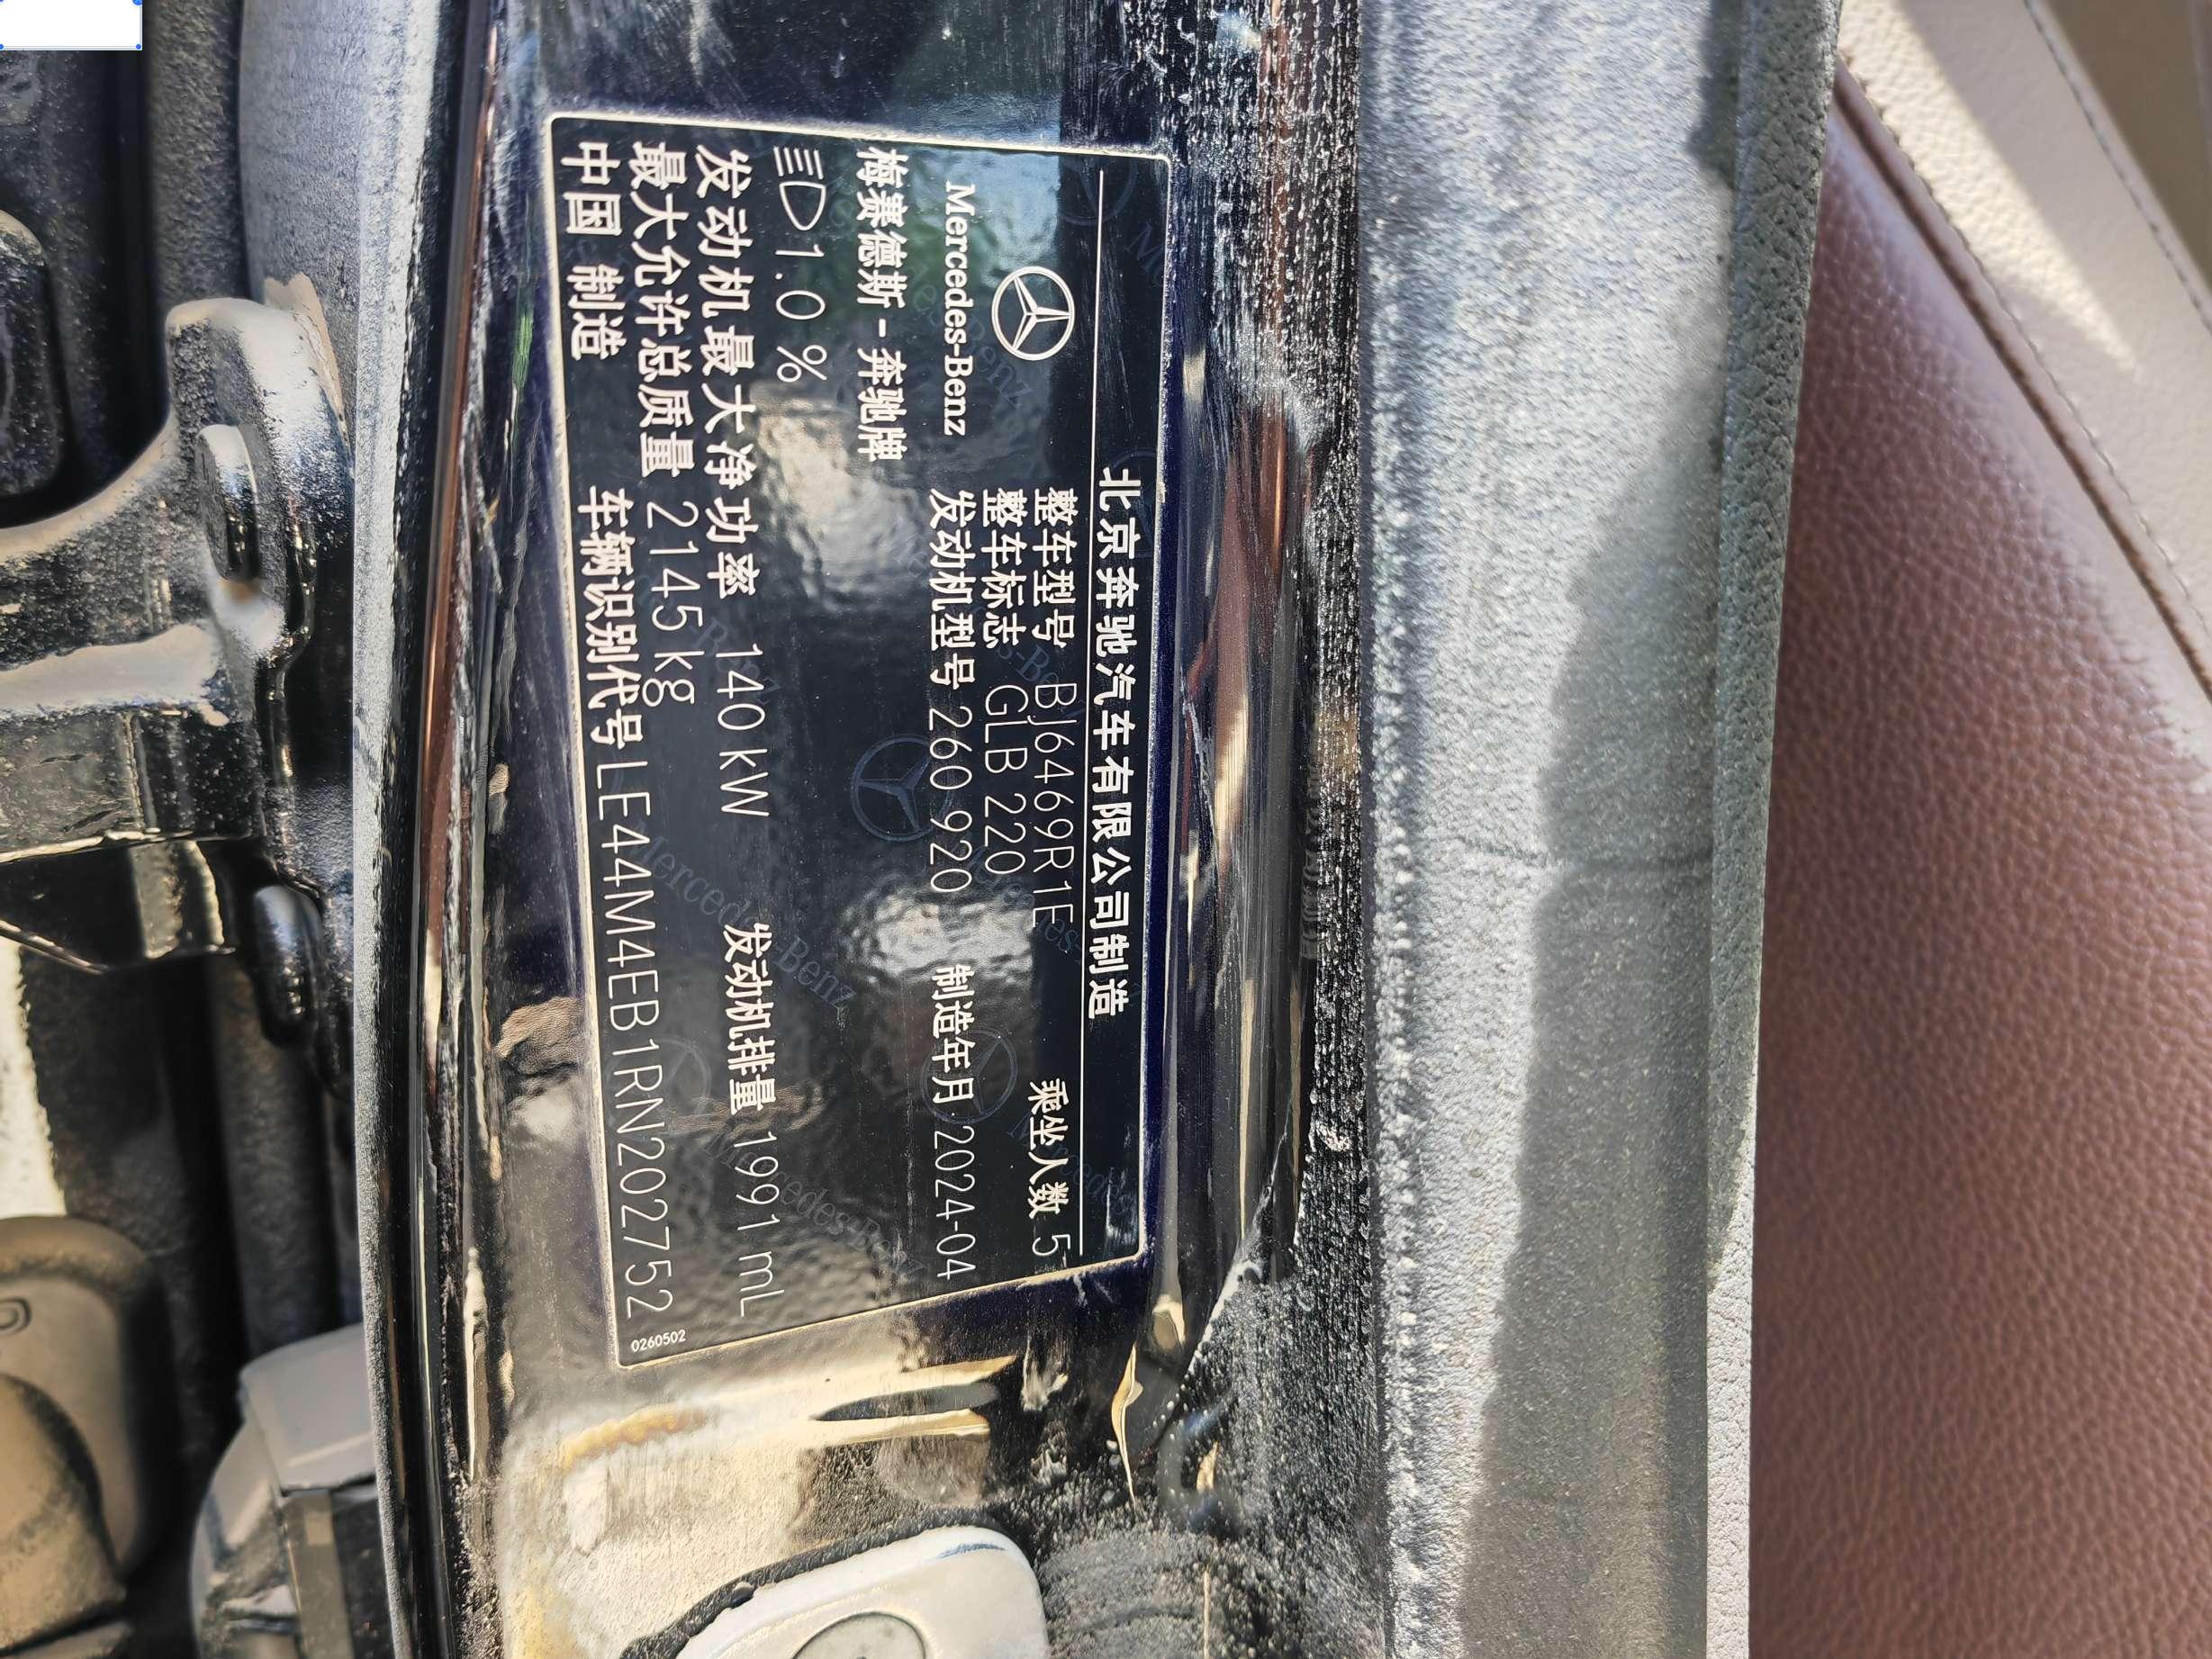 北京奔驰汽车有限公司制造
Mercedes-Benz
梅赛德斯-奔驰牌
整车型号 BJ6469R1E
乘坐人数 5
整车标志 GLB 220
发动机型号 260 920
制造年月 2024-04
1.0 %
发动机最大净功率 140 kW
发动机排量 1991 mL
最大允许总质量 2145 kg
中国 制造
车辆识别代号 LE44M4EB1RN202752
0260502